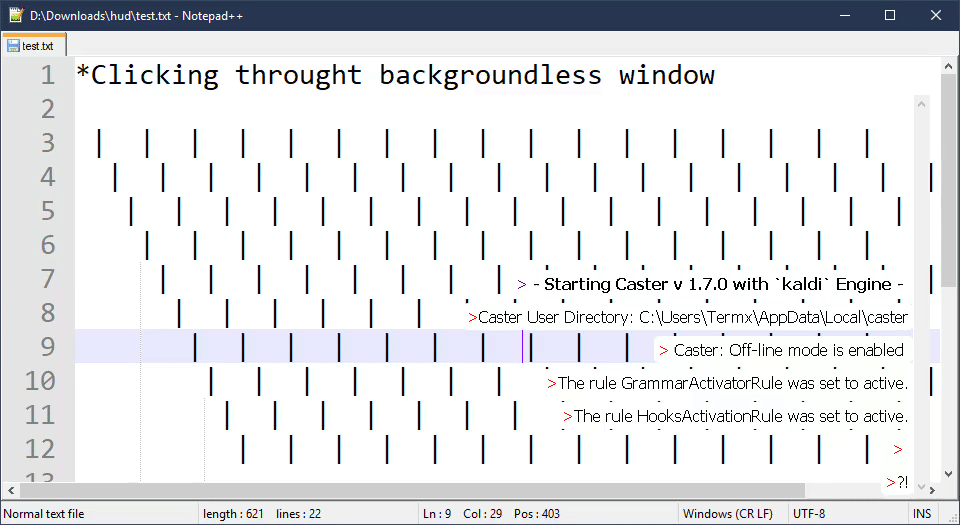 D:\Downloads\hud\test.txt - Notepad++
test.txt
1 *Clicking throught backgroundless window
2
3 | | | | | | | | | | | | | | | | |
4 | | | | | | | | | | | | | | | | | |
5 | | | | | | | | | | | | | | | | |
6 | | | | | | | | | | | | | | | |
7 | | | | | | | | > - Starting Caster v 1.7.0 with `kaldi` Engine -
8 | | | | | | >Caster User Directory: C:\Users\Termx\AppData\Local\caster
9 | | | | | | | | | | > Caster: Off-line mode is enabled
10 | | | | | | | >The rule GrammarActivatorRule was set to active. |
11 | | | | | | | >The rule HooksActivationRule was set to active.
12 | | | | | | | | | | | | | | >
13 >?!
Normal text file length : 621 lines : 22 Ln : 9 Col : 29 Pos : 403 Windows (CR LF) UTF-8 INS